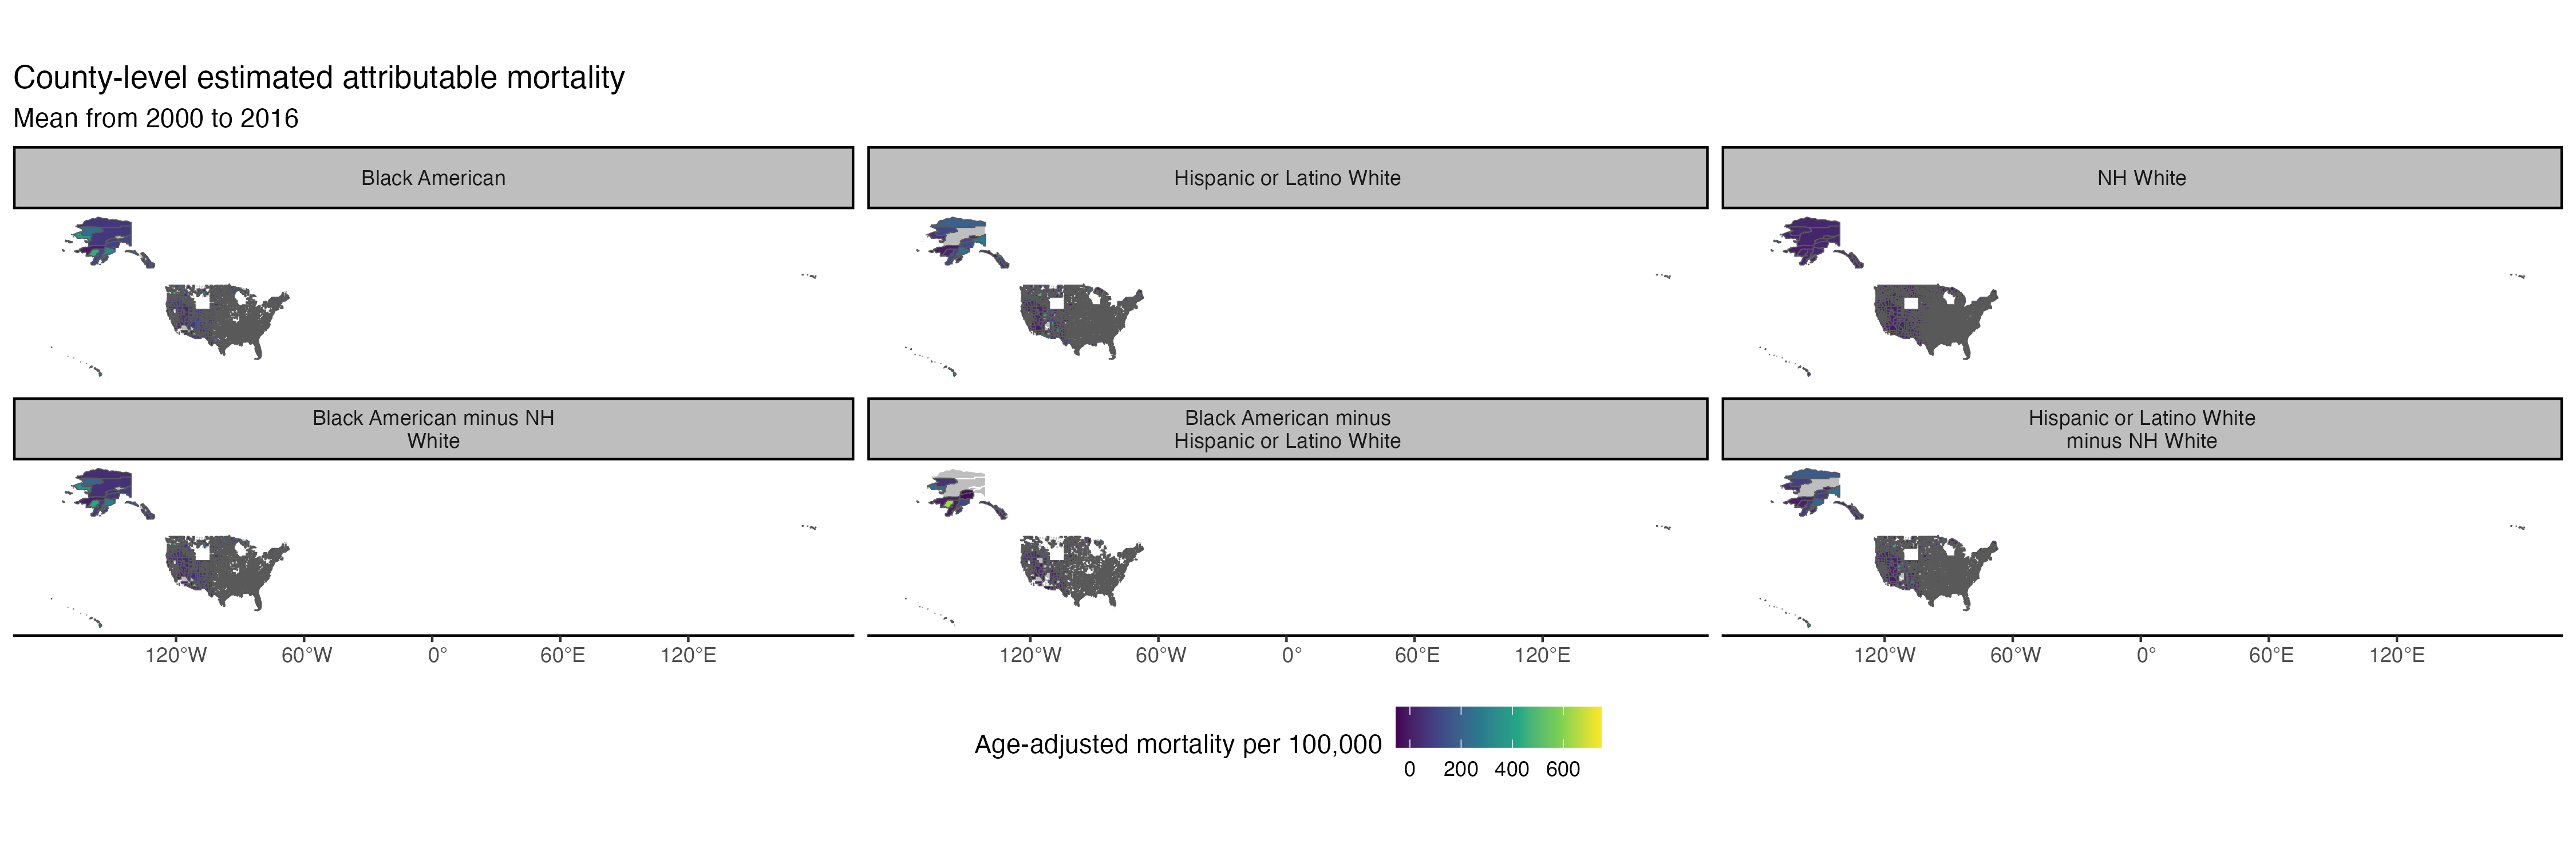 County-level estimated attributable mortality
Mean from 2000 to 2016
Black American
Hispanic or Latino White
NH White
Black American minus NH
White
Black American minus
Hispanic or Latino White
Hispanic or Latino White
minus NH White
120°W 60°W 0° 60°E 120°E
120°W 60°W 0° 60°E 120°E
120°W 60°W 0° 60°E 120°E
Age-adjusted mortality per 100,000
0 200 400 600